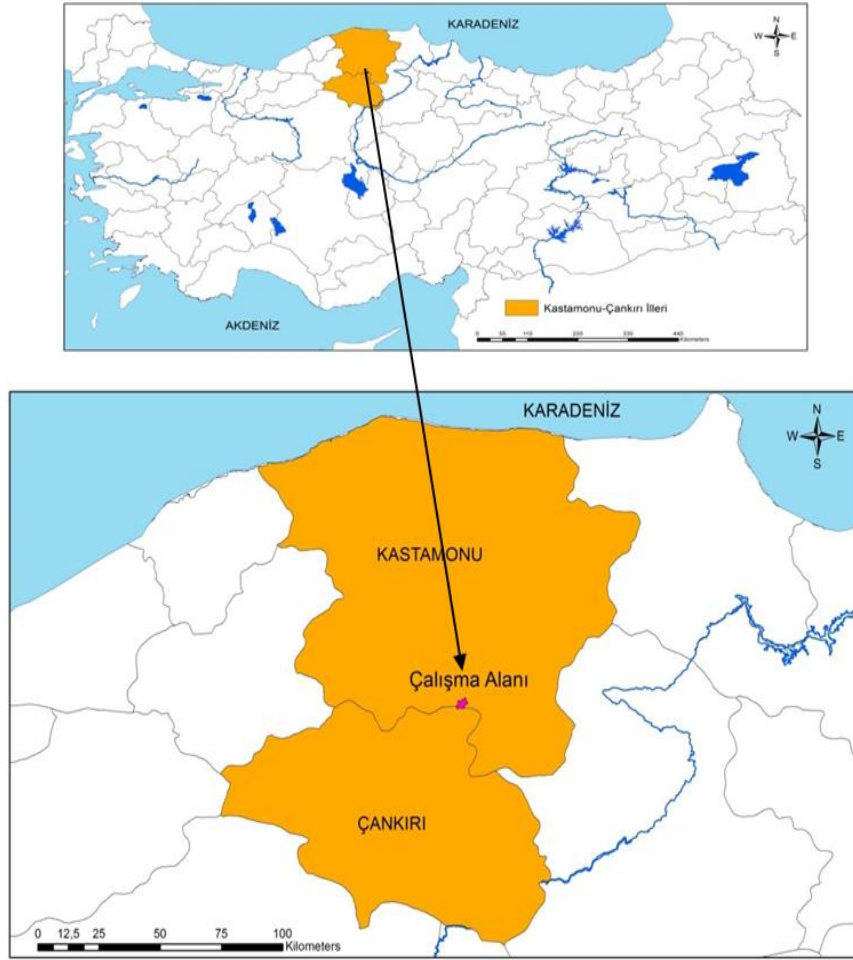 KARADENİZ
N
W E
S
AKDENİZ
Kastamonu-Çankırı İlleri
0 55 110 220 330 440
Kilometers
KARADENİZ
N
W E
S
KASTAMONU
Çalışma Alanı
ÇANKIRI
0 12,5 25 50 75 100
Kilometers